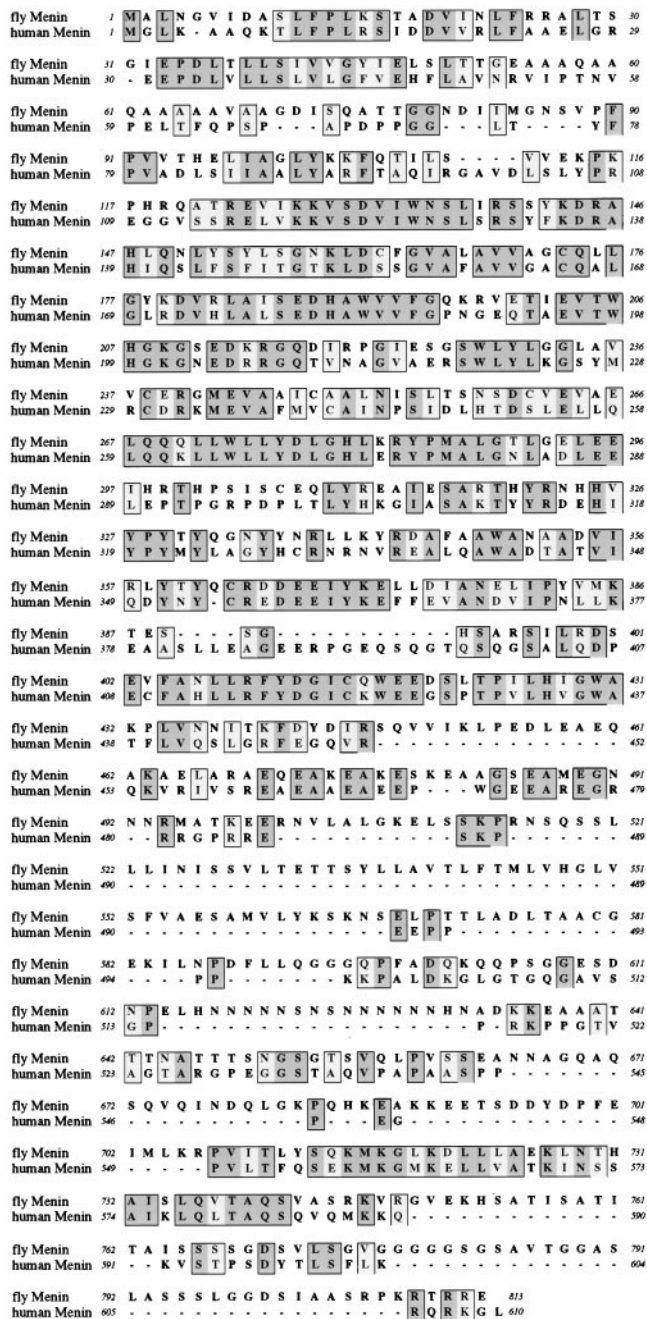 fly Menin 1 M A L N G V I D A S L F P L K S T A D V I N L F R R A L T S 30
human Menin 1 M G L K - A A Q K T L F P L R S I D D V V R L F A A E L G R 29
fly Menin 31 G I E P D L T L L S I V V G Y I E L S L T T G E A A A Q A A 60
human Menin 30 - E E P D L V L L S L V L G F V E H F L A V N R V I P T N V 58
fly Menin 61 Q A A A A A V A A G D I S Q A T T G G N D I I M G N S V P F 90
human Menin 59 P E L T F Q P S P - - - A P D P P G G - - - L T - - - - Y F 78
fly Menin 91 P V V T H E L I A G L Y K K F Q T I L S - - - - V V E K P K 116
human Menin 79 P V A D L S I I A A L Y A R F T A Q I R G A V D L S L Y P R 108
fly Menin 117 P H R Q A T R E V I K K V S D V I W N S L I R S S Y K D R A 146
human Menin 109 E G G V S S R E L V K K V S D V I W N S L S R S Y F K D R A 138
fly Menin 147 H L Q N L Y S Y L S G N K L D C F G V A L A V V A G C Q L L 176
human Menin 139 H I Q S L F S F I T G T K L D S S G V A F A V V G A C Q A L 168
fly Menin 177 G Y K D V R L A I S E D H A W V V F G Q K R V E T I E V T W 206
human Menin 169 G L R D V H L A L S E D H A W V V F G P N G E Q T A E V T W 198
fly Menin 207 H G K G S E D K R G Q D I R P G I E S G S W L Y L G G L A V 236
human Menin 199 H G K G N E D R R G Q T V N A G V A E R S W L Y L K G S Y M 228
fly Menin 237 V C E R G M E V A A I C A A L N I S L T S N S D C V E V A E 266
human Menin 229 R C D R K M E V A F M V C A I N P S I D L H T D S L E L L Q 258
fly Menin 267 L Q Q Q L L W L L Y D L G H L K R Y P M A L G T L G E L E E 296
human Menin 259 L Q Q K L L W L L Y D L G H L E R Y P M A L G N L A D L E E 288
fly Menin 297 I H R T H P S I S C E Q L Y R E A I E S A R T H Y R N H H V 326
human Menin 289 L E P T P G R P D P L T L Y H K G I A S A K T Y Y R D E H I 318
fly Menin 327 Y P Y T Y Q G N Y Y N R L L K Y R D A F A A W A N A A D V I 356
human Menin 319 Y P Y M Y L A G Y H C R N R N V R E A L Q A W A D T A T V I 348
fly Menin 357 R L Y T Y Q C R D D E E I Y K E L L D I A N E L I P Y V M K 386
human Menin 349 Q D Y N Y - C R E D E E I Y K E F F E V A N D V I P N L L K 377
fly Menin 387 T E S - - - - S G - - - - - - - - - - - H S A R S I L R D S 401
human Menin 378 E A A S L L E A G E E R P G E Q S Q G T Q S Q G S A L Q D P 407
fly Menin 402 E V F A N L L R F Y D G I C Q W E E D S L T P I L H I G W A 431
human Menin 408 E C F A H L L R F Y D G I C K W E E G S P T P V L H V G W A 437
fly Menin 432 K P L V N N I T K F D Y D I R S Q V V I K L P E D L E A E Q 461
human Menin 438 T F L V Q S L G R F E G Q V R - - - - - - - - - - - - - - - 452
fly Menin 462 A K A E L A R A E Q E A K E A K E S K E A A G S E A M E G N 491
human Menin 453 Q K V R I V S R E A E A A E A E E P - - - W G E E A R E G R 479
fly Menin 492 N N R M A T K E E R N V L A L G K E L S S K P R N S Q S S L 521
human Menin 480 - - R R G P R R E - - - - - - - - - - - S K P - - - - - - - 489
fly Menin 522 L L I N I S S V L T E T T S Y L L A V T L F T M L V H G L V 551
human Menin 490 - - - - - - - - - - - - - - - - - - - - - - - - - - - - - - 489
fly Menin 552 S F V A E S A M V L Y K S K N S E L P T T L A D L T A A C G 581
human Menin 490 - - - - - - - - - - - - - - - - E E P P - - - - - - - - - - 493
fly Menin 582 E K I L N P D F L L Q G G G Q P F A D Q K Q Q P S G G E S D 611
human Menin 494 - - - - P P - - - - - - - K K P A L D K G L G T G Q G A V S 512
fly Menin 612 N P E L H N N N N N S N S N N N N N N H N A D K K E A A A T 641
human Menin 513 G P - - - - - - - - - - - - - - - - - - - P - R K P P G T V 522
fly Menin 642 T T N A T T T S N G S G T S V Q L P V S S E A N N A G Q A Q 671
human Menin 523 A G T A R G P E G G S T A Q V P A P A A S P P - - - - - - - 545
fly Menin 672 S Q V Q I N D Q L G K P Q H K E A K K E E T S D D Y D P F E 701
human Menin 546 - - - - - - - - - - - P - - - E G - - - - - - - - - - - - - 548
fly Menin 702 I M L K R P V I T L Y S Q K M K G L K D L L L A E K L N T H 731
human Menin 549 - - - - - P V L T F Q S E K M K G M K E L L V A T K I N S S 573
fly Menin 732 A I S L Q V T A Q S V A S R K V R G V E K H S A T I S A T I 761
human Menin 574 A I K L Q L T A Q S Q V Q M K K Q - - - - - - - - - - - - - 590
fly Menin 762 T A I S S S S G D S V L S G V G G G G G S G S A V T G G A S 791
human Menin 591 - - K V S T P S D Y T L S F L K - - - - - - - - - - - - - - 604
fly Menin 792 L A S S S L G G D S I A A S R P K R T R R E 813
human Menin 605 - - - - - - - - - - - - - - - - - R Q R K G L 610